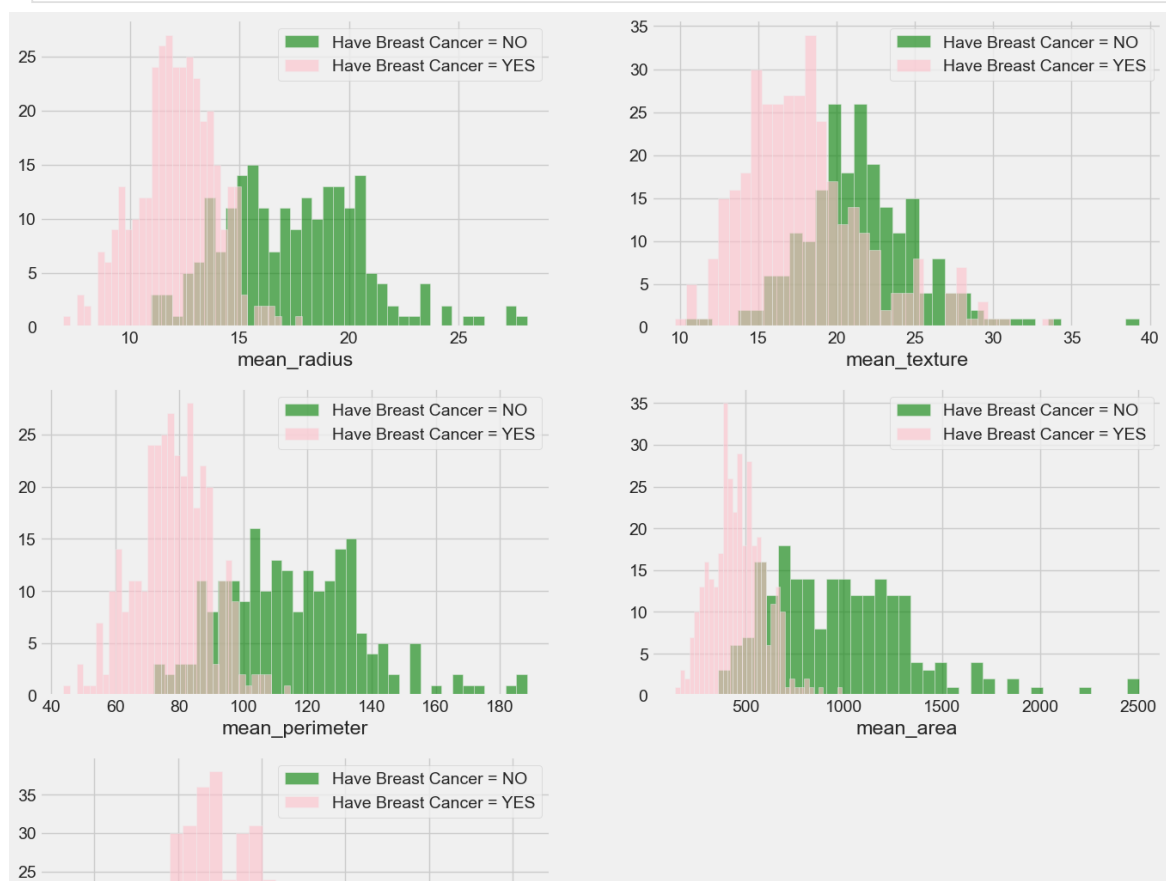 Have Breast Cancer = NO
Have Breast Cancer = YES
25
20
15
10
5
0
10 15 20 25
mean_radius
Have Breast Cancer = NO
Have Breast Cancer = YES
35
30
25
20
15
10
5
0
10 15 20 25 30 35 40
mean_texture
Have Breast Cancer = NO
Have Breast Cancer = YES
25
20
15
10
5
0
40 60 80 100 120 140 160 180
mean_perimeter
Have Breast Cancer = NO
Have Breast Cancer = YES
35
30
25
20
15
10
5
0
500 1000 1500 2000 2500
mean_area
Have Breast Cancer = NO
Have Breast Cancer = YES
35
30
25